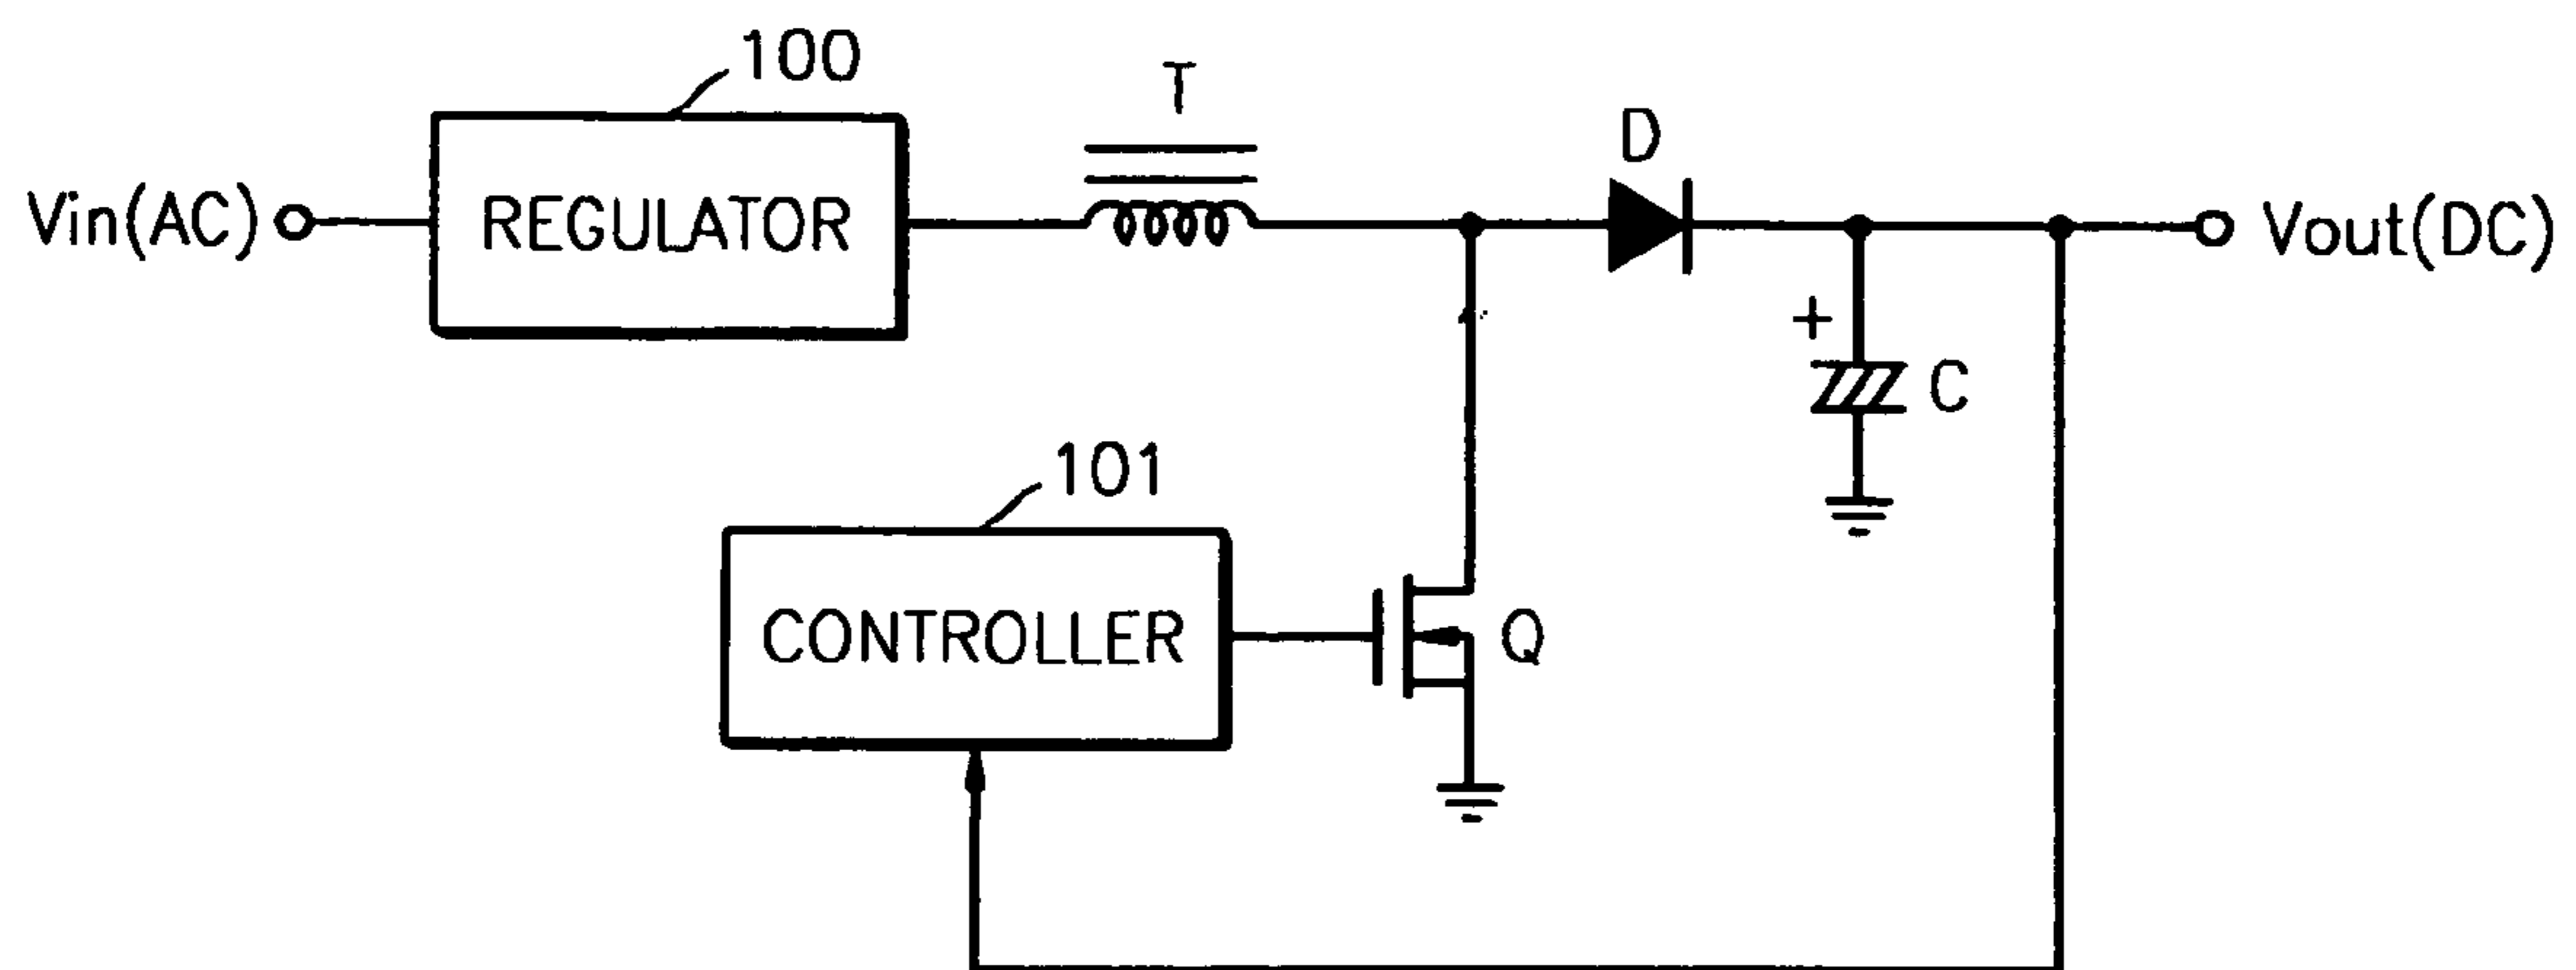 100
T
D
Vin(AC)
REGULATOR
Vout(DC)
+
C
101
CONTROLLER
Q